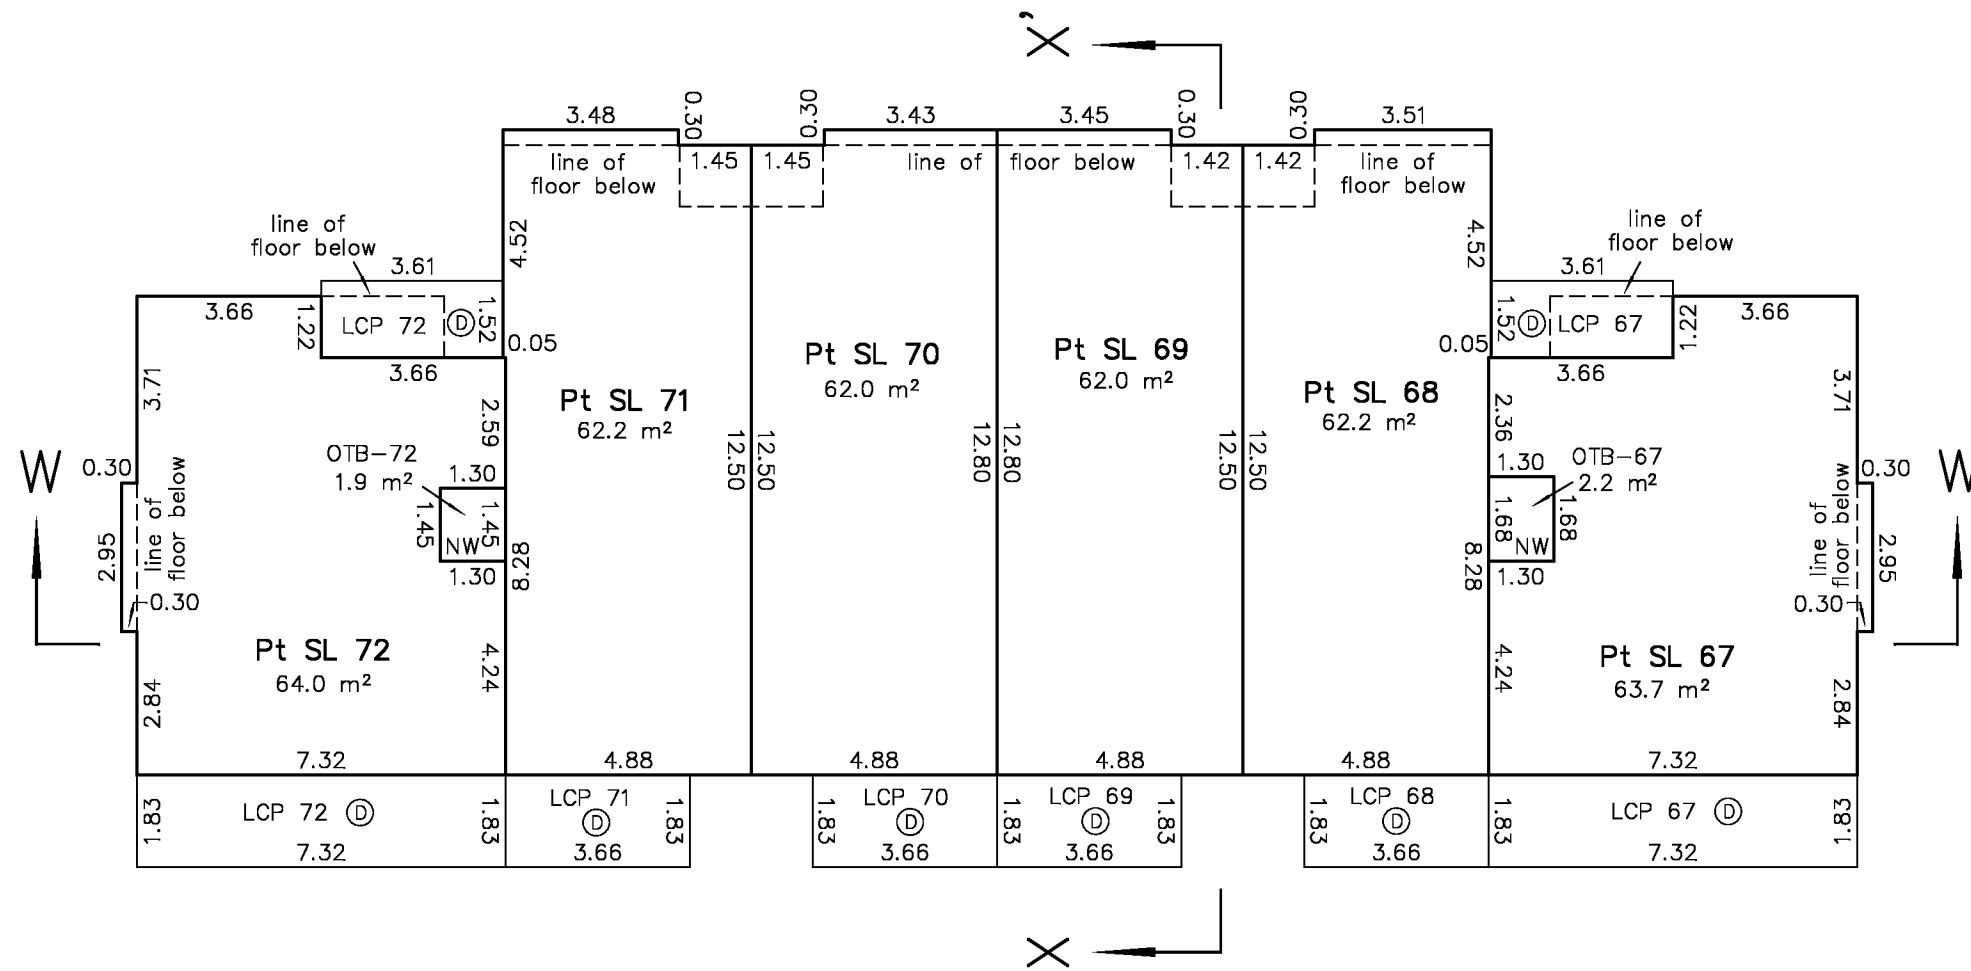 X'
3.48
0.30
0.30
3.43
3.45
0.30
0.30
3.51
line of
floor below
1.45
1.45
line of
floor below
1.42
1.42
line of
floor below
line of
floor below
3.61
4.52
4.52
line of
floor below
3.61
3.66
1.22
LCP 72
D
1.52
0.05
3.66
0.05
1.52
D
LCP 67
1.22
3.66
3.66
Pt SL 71
62.2 m²
Pt SL 70
62.0 m²
Pt SL 69
62.0 m²
Pt SL 68
62.2 m²
3.71
2.59
12.50
12.50
12.80
12.80
12.50
12.50
2.36
3.71
W
0.30
line of
floor below
OTB-72
1.9 m²
1.30
1.45
1.45
NW
1.30
8.28
8.28
1.30
1.68
NW
1.68
1.30
OTB-67
2.2 m²
line of
floor below
0.30
W
2.95
0.30
0.30
2.95
Pt SL 72
64.0 m²
4.24
4.24
Pt SL 67
63.7 m²
2.84
2.84
7.32
4.88
4.88
4.88
4.88
7.32
1.83
LCP 72 D
1.83
LCP 71
D
1.83
1.83
LCP 70
D
1.83
LCP 69
D
1.83
1.83
LCP 68
D
1.83
LCP 67 D
1.83
7.32
3.66
3.66
3.66
3.66
7.32
X